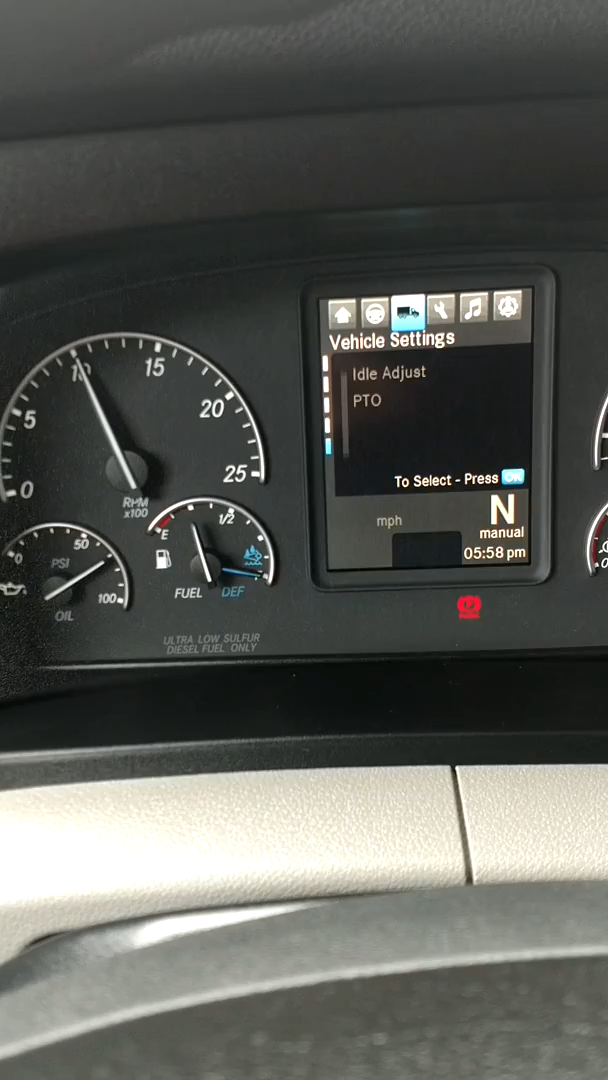 Vehicle Settings
Idle Adjust
PTO
To Select - Press OK
mph
N
manual
05:58 pm
0
5
10
15
20
25
RPM
x100
0
50
100
PSI
OIL
E
1/2
FUEL
DEF
ULTRA LOW SULFUR
DIESEL FUEL ONLY